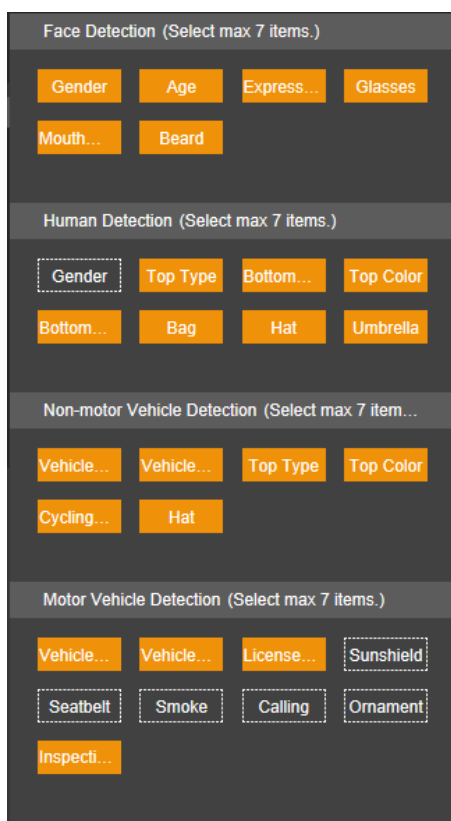 Face Detection (Select max 7 items.)
Gender Age Express... Glasses
Mouth... Beard
Human Detection (Select max 7 items.)
Gender Top Type Bottom... Top Color
Bottom... Bag Hat Umbrella
Non-motor Vehicle Detection (Select max 7 item...
Vehicle... Vehicle... Top Type Top Color
Cycling... Hat
Motor Vehicle Detection (Select max 7 items.)
Vehicle... Vehicle... License... Sunshield
Seatbelt Smoke Calling Ornament
Inspecti...